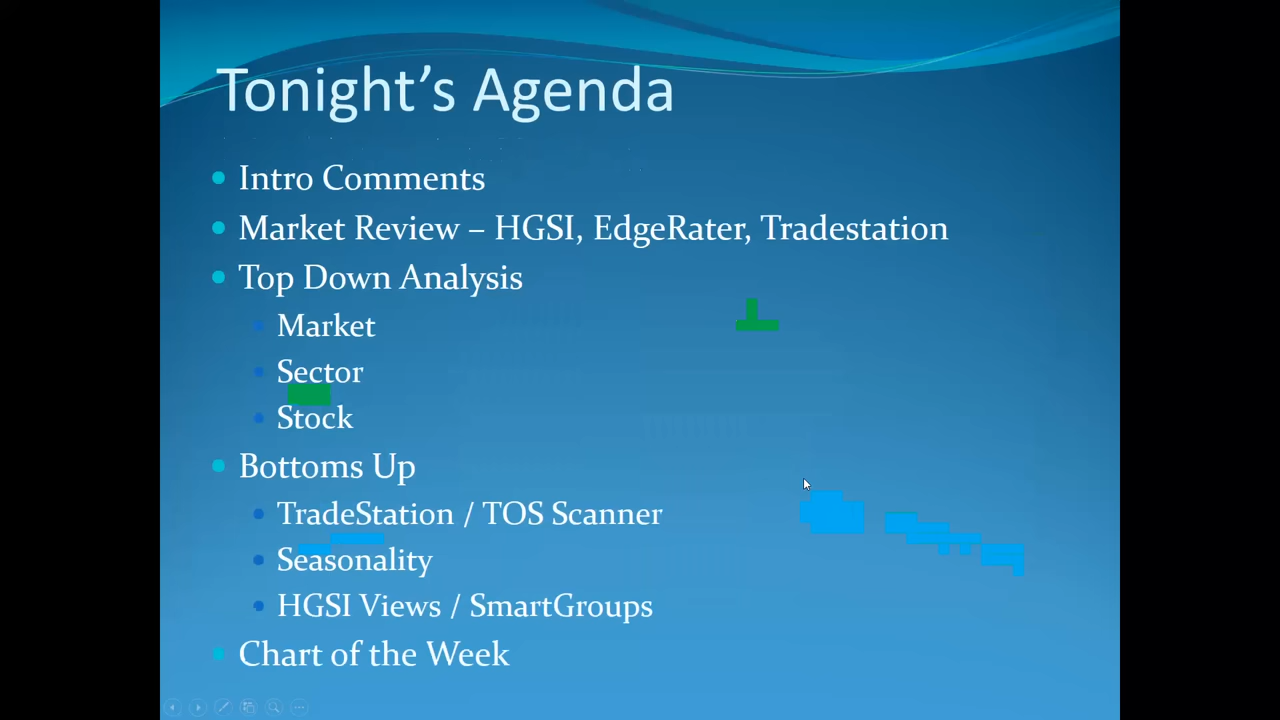 Tonight's Agenda
Intro Comments
Market Review – HGSI, EdgeRater, Tradestation
Top Down Analysis
Market
Sector
Stock
Bottoms Up
TradeStation / TOS Scanner
Seasonality
HGSI Views / SmartGroups
Chart of the Week